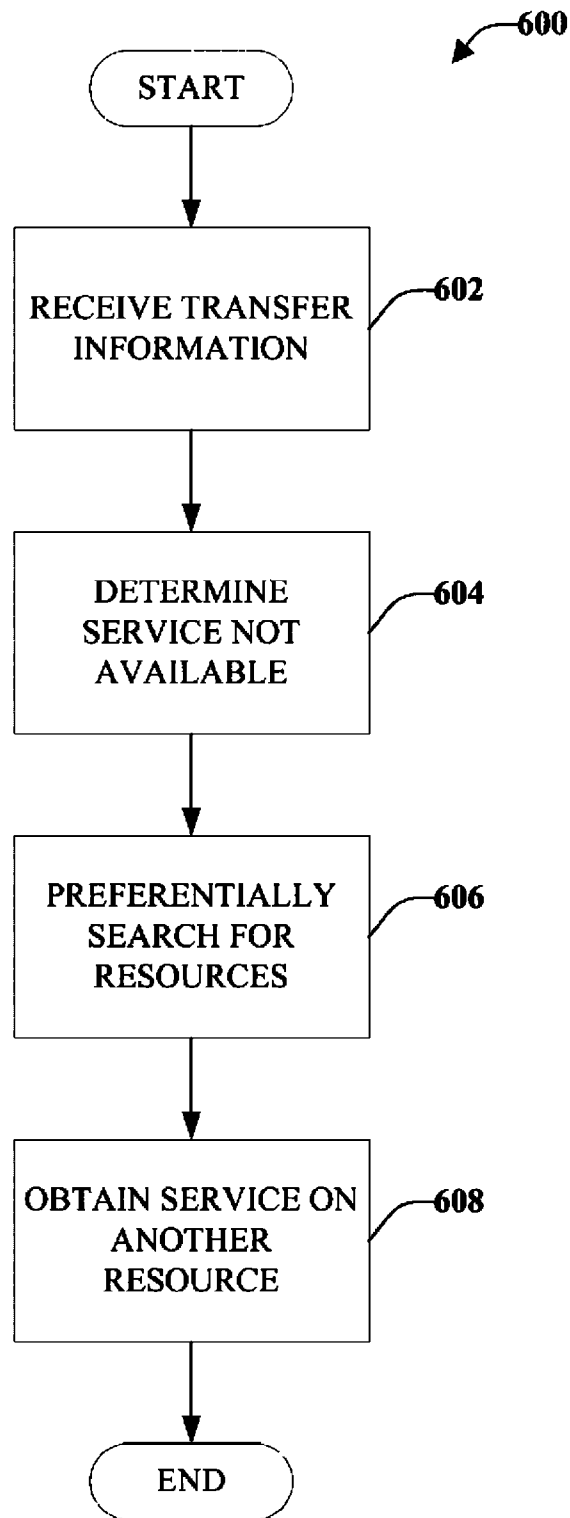 600
START
RECEIVE TRANSFER
INFORMATION
602
DETERMINE
SERVICE NOT
AVAILABLE
604
PREFERENTIALLY
SEARCH FOR
RESOURCES
606
OBTAIN SERVICE ON
ANOTHER
RESOURCE
608
END